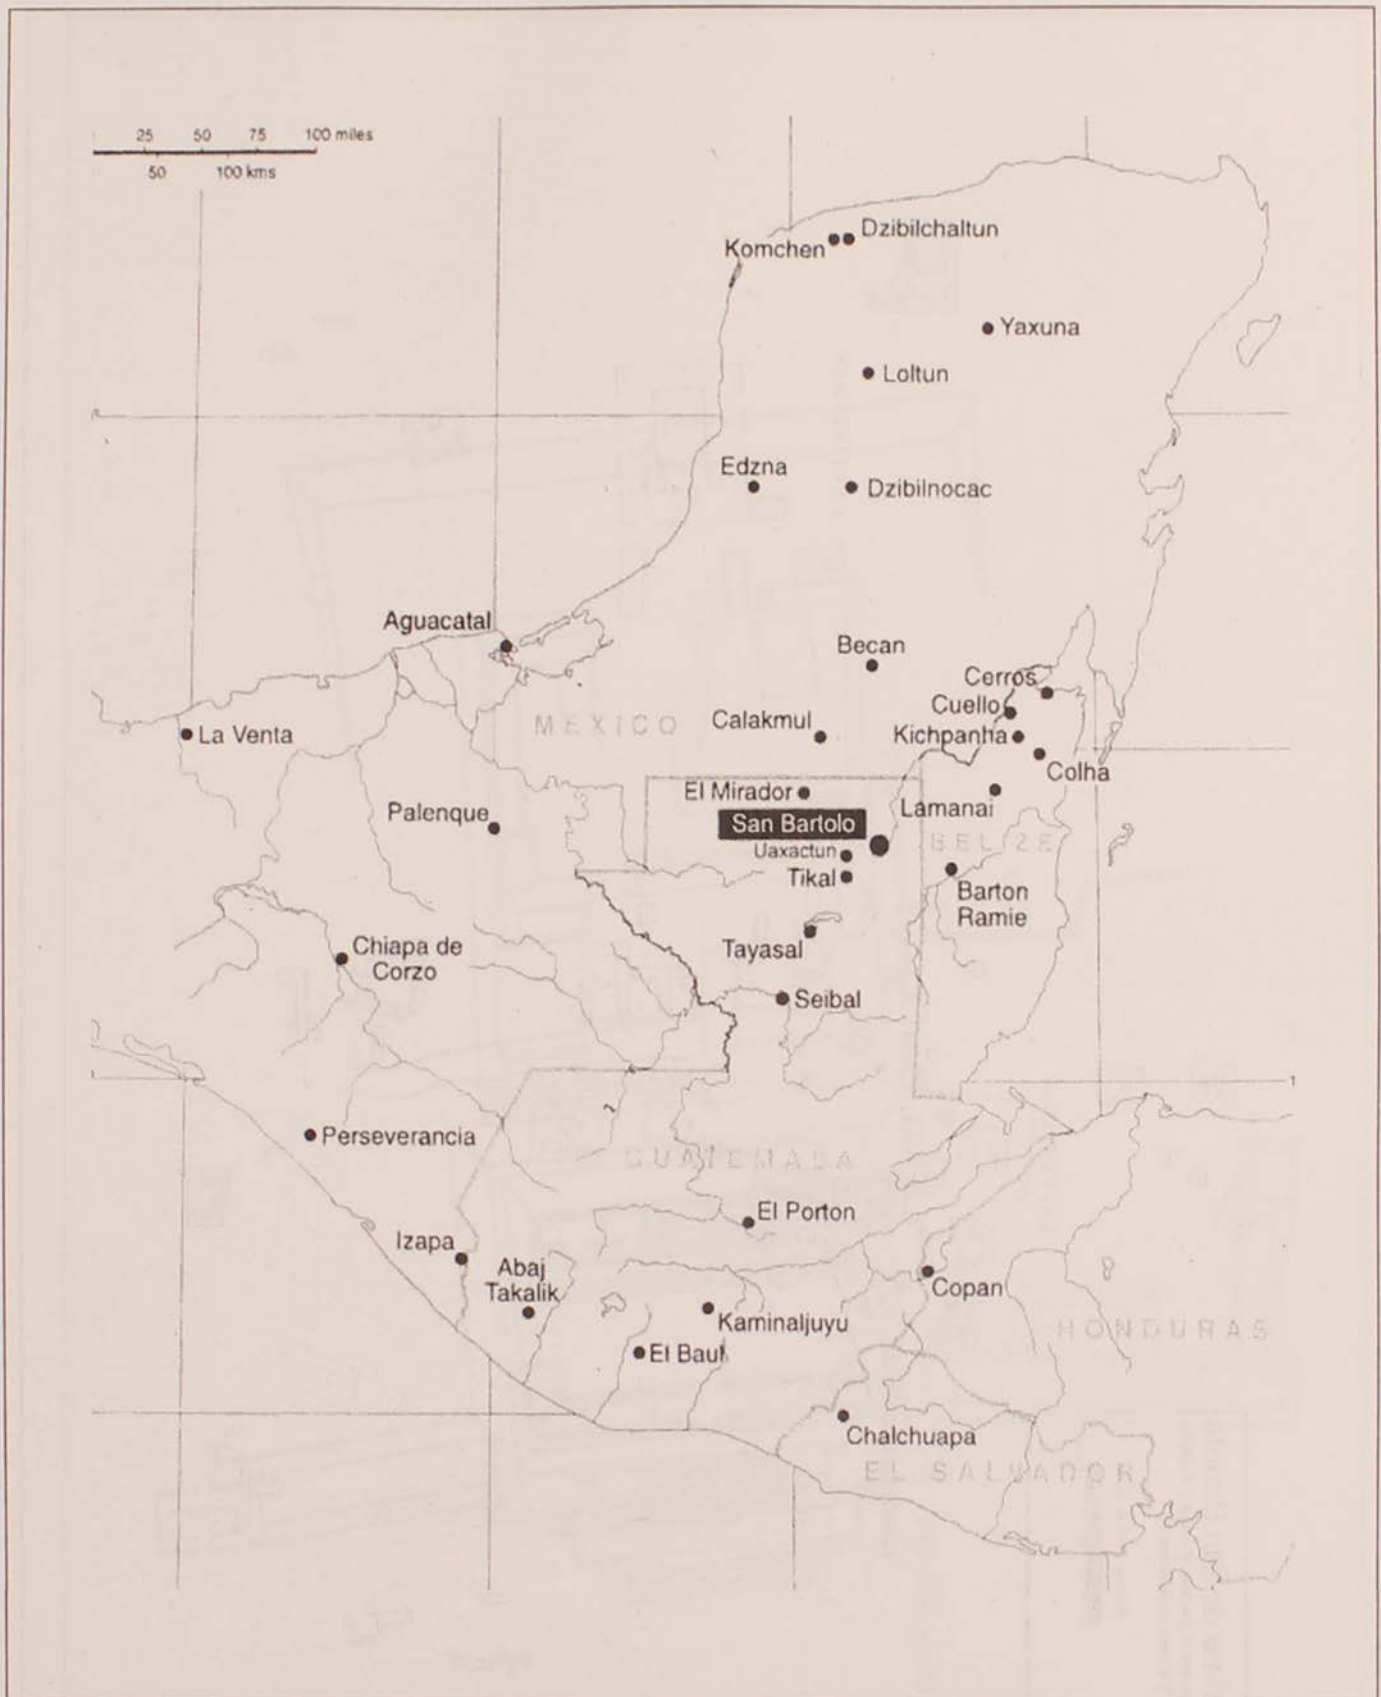 25 50 75 100 miles
50 100 kms
Dzibilchaltun
Komchen
Yaxuna
Loltun
Edzna
Dzibilnocac
Aguacatal
Becan
Cerros
Cuello
MEXICO
Calakmul
La Venta
Kichpanha
Colha
El Mirador
Lamanai
Palenque
San Bartolo
BELIZE
Uaxactun
Tikal
Barton
Ramie
Chiapa de
Corzo
Tayasal
Seibal
Perseverancia
GUATEMALA
El Porton
Izapa
Abaj
Takalik
Copan
Kaminaljuyu
HONDURAS
El Baul
Chalchuapa
EL SALVADOR